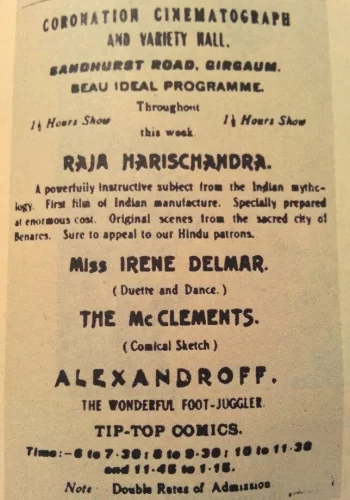 CORONATION CINEMATOGRAPH
AND VARIETY HALL.
SANDHURST ROAD, GIRGAUM.
BEAU IDEAL PROGRAMME.
Throughout
1½ Hours Show 1½ Hours Show
this week
RAJA HARISCHANDRA.
A powerfully instructive subject from the Indian mytho-
logy. First film of Indian manufacture. Specially prepared
at enormous cost. Original scenes from the sacred city of
Benares. Sure to appeal to our Hindu patrons.
Miss IRENE DELMAR.
( Duette and Dance. )
THE McCLEMENTS.
( Comical Sketch )
ALEXANDROFF.
THE WONDERFUL FOOT-JUGGLER.
TIP-TOP COMICS.
Time:—6 to 7-30; 8 to 9-30; 10 to 11-30
and 11-45 to 1-15.
Note Double Rates of Admission